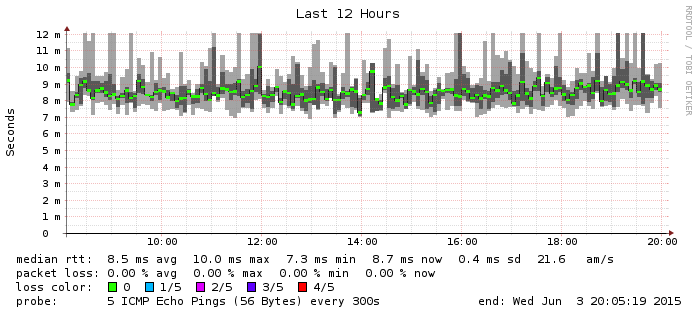 Last 12 Hours
RRDTOOL / TOBI OETIKER
Seconds
12 m
11 m
10 m
9 m
8 m
7 m
6 m
5 m
4 m
3 m
2 m
1 m
0
10:00 12:00 14:00 16:00 18:00 20:00
median rtt: 8.5 ms avg 10.0 ms max 7.3 ms min 8.7 ms now 0.4 ms sd 21.6 am/s
packet loss: 0.00 % avg 0.00 % max 0.00 % min 0.00 % now
loss color: 0 1/5 2/5 3/5 4/5
probe: 5 ICMP Echo Pings (56 Bytes) every 300s end: Wed Jun 3 20:05:19 2015